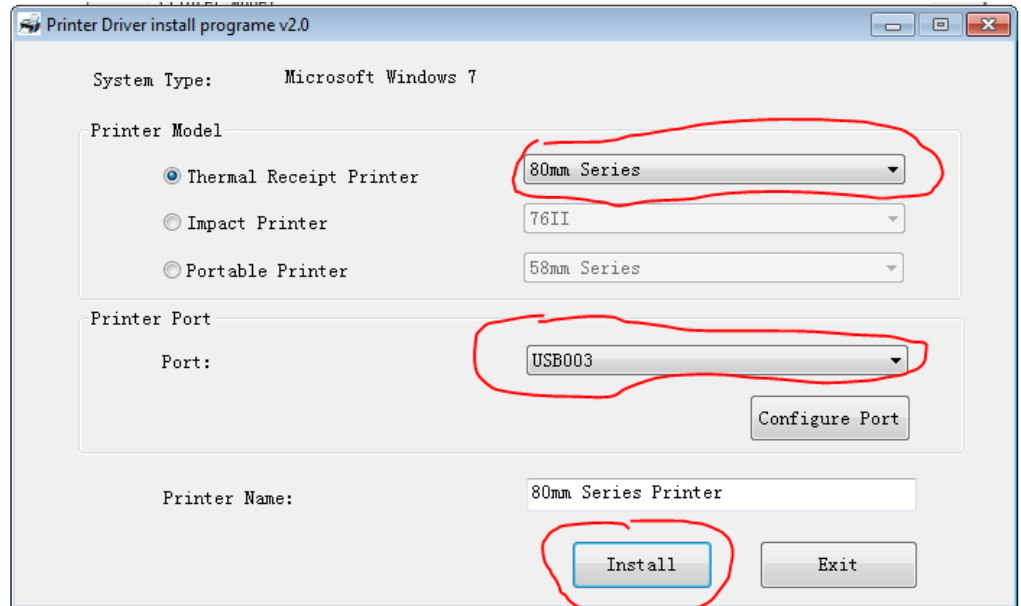 Printer Driver install programe v2.0
System Type: Microsoft Windows 7
Printer Model
Thermal Receipt Printer 80mm Series
Impact Printer 76II
Portable Printer 58mm Series
Printer Port
Port: USB003
Configure Port
Printer Name: 80mm Series Printer
Install Exit